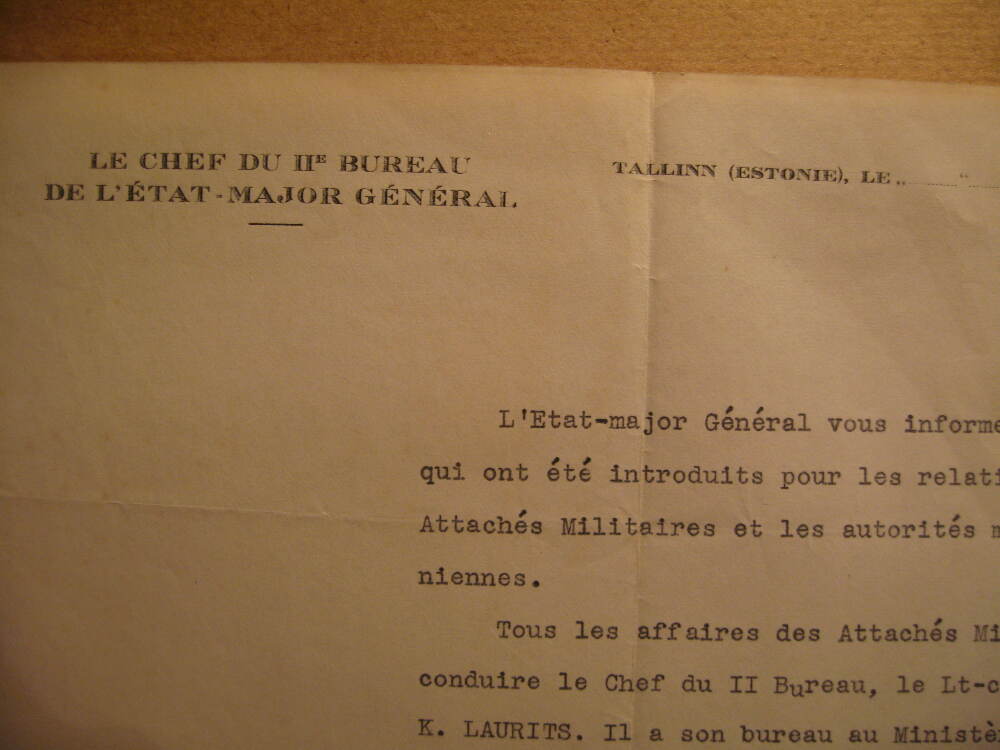 LE CHEF DU IIE BUREAU
DE L'ÉTAT-MAJOR GÉNÉRAL.
TALLINN (ESTONIE), LE „ “
L'Etat-major Général vous informe
qui ont été introduits pour les relati
Attachés Militaires et les autorités m
niennes.
Tous les affaires des Attachés Mi
conduire le Chef du II Bureau, le Lt-c
K. LAURITS. Il a son bureau au Ministè